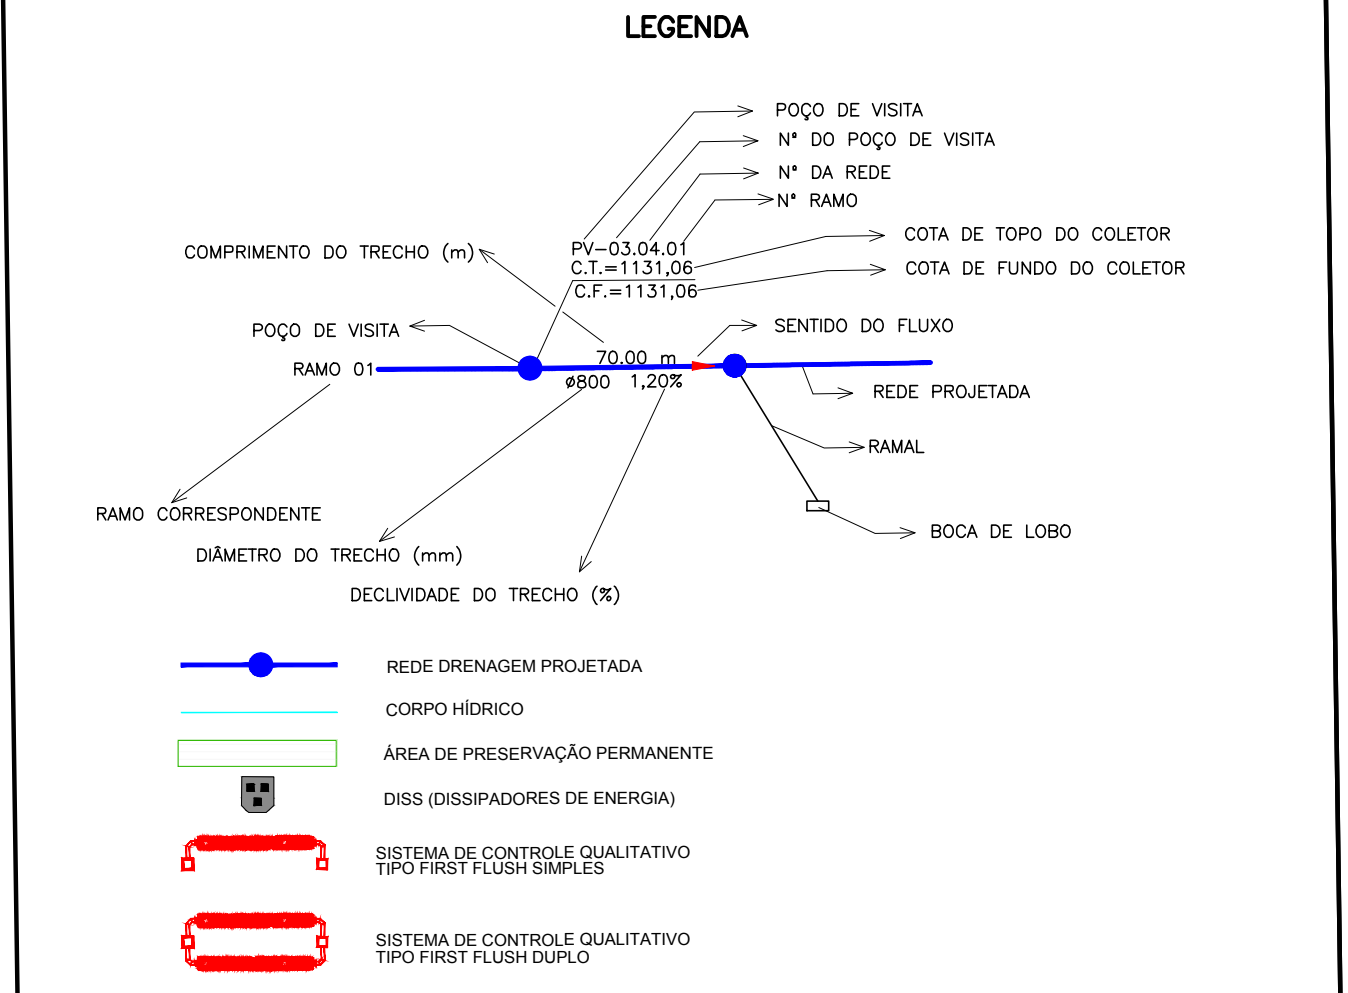 LEGENDA
POÇO DE VISITA
Nº DO POÇO DE VISITA
Nº DA REDE
Nº RAMO
PV-03.04.01
C.T.=1131,06
C.F.=1131,06
COTA DE TOPO DO COLETOR
COTA DE FUNDO DO COLETOR
COMPRIMENTO DO TRECHO (m)
POÇO DE VISITA
SENTIDO DO FLUXO
RAMO 01
70.00 m
ø800 1,20%
REDE PROJETADA
RAMAL
RAMO CORRESPONDENTE
BOCA DE LOBO
DIÂMETRO DO TRECHO (mm)
DECLIVIDADE DO TRECHO (%)
REDE DRENAGEM PROJETADA
CORPO HÍDRICO
ÁREA DE PRESERVAÇÃO PERMANENTE
DISS (DISSIPADORES DE ENERGIA)
SISTEMA DE CONTROLE QUALITATIVO
TIPO FIRST FLUSH SIMPLES
SISTEMA DE CONTROLE QUALITATIVO
TIPO FIRST FLUSH DUPLO